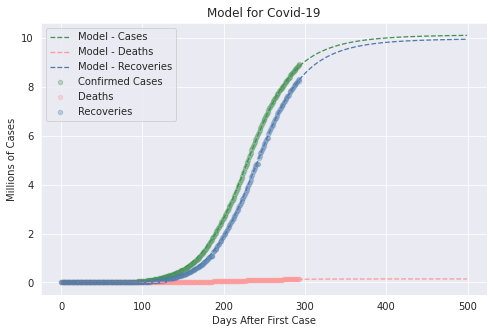 Model for Covid-19
Model - Cases
Model - Deaths
Model - Recoveries
Confirmed Cases
Deaths
Recoveries
Millions of Cases
10
8
6
4
2
0
0 100 200 300 400 500
Days After First Case